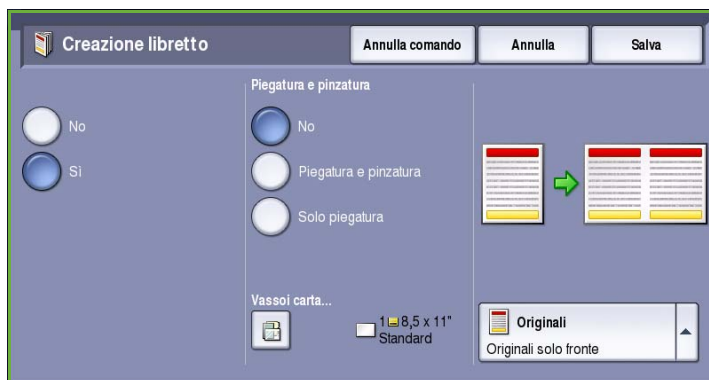 Creazione libretto
Annulla comando
Annulla
Salva
No
Sì
Piegatura e pinzatura
No
Piegatura e pinzatura
Solo piegatura
Vassoi carta...
1 8,5 x 11"
Standard
Originali
Originali solo fronte